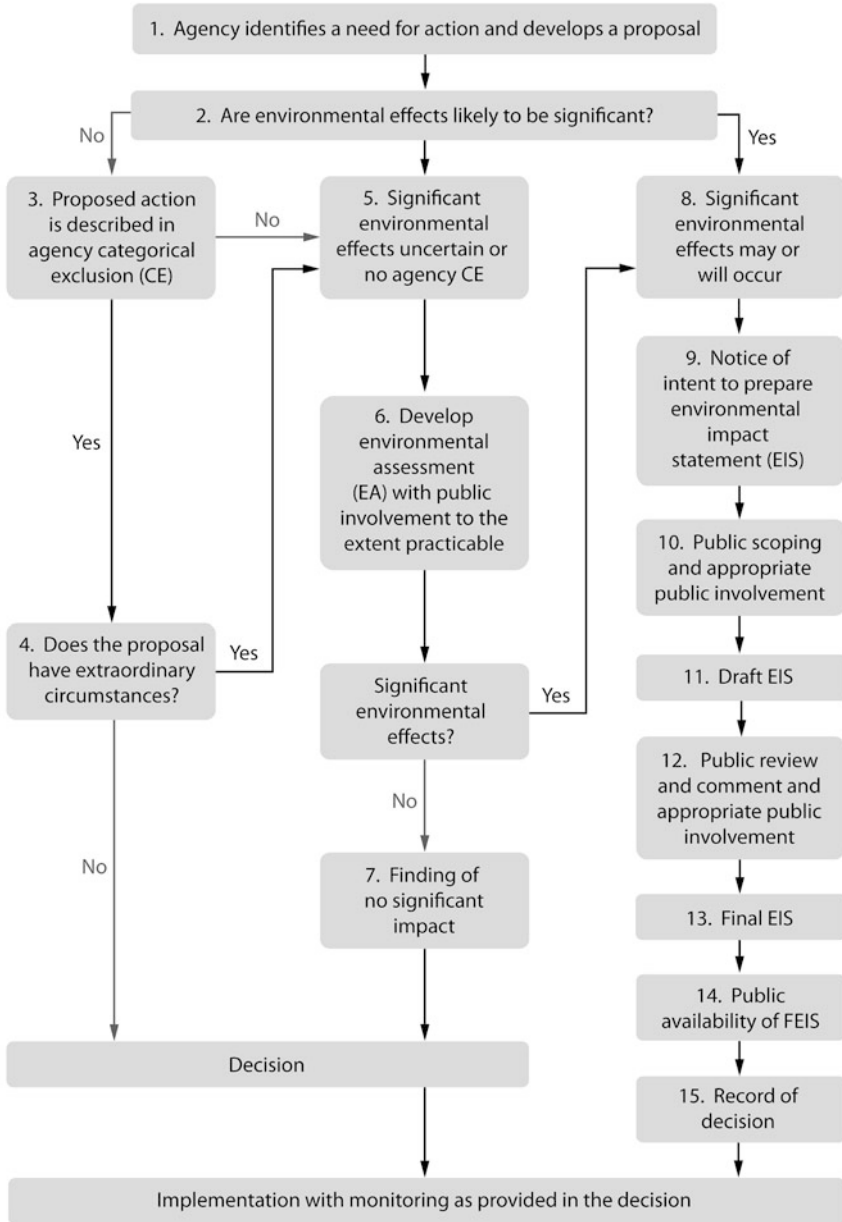 1. Agency identifies a need for action and develops a proposal
2. Are environmental effects likely to be significant?
No
Yes
3. Proposed action
is described in
agency categorical
exclusion (CE)
No
5. Significant
environmental
effects uncertain or
no agency CE
8. Significant
environmental
effects may or
will occur
9. Notice of
intent to prepare
environmental
impact
statement (EIS)
Yes
6. Develop
environmental
assessment
(EA) with public
involvement to the
extent practicable
10. Public scoping
and appropriate
public involvement
4. Does the proposal
have extraordinary
circumstances?
Yes
Significant
environmental
effects?
Yes
11. Draft EIS
12. Public review
and comment and
appropriate public
involvement
No
No
7. Finding of
no significant
impact
13. Final EIS
14. Public
availability of FEIS
Decision
15. Record of
decision
Implementation with monitoring as provided in the decision